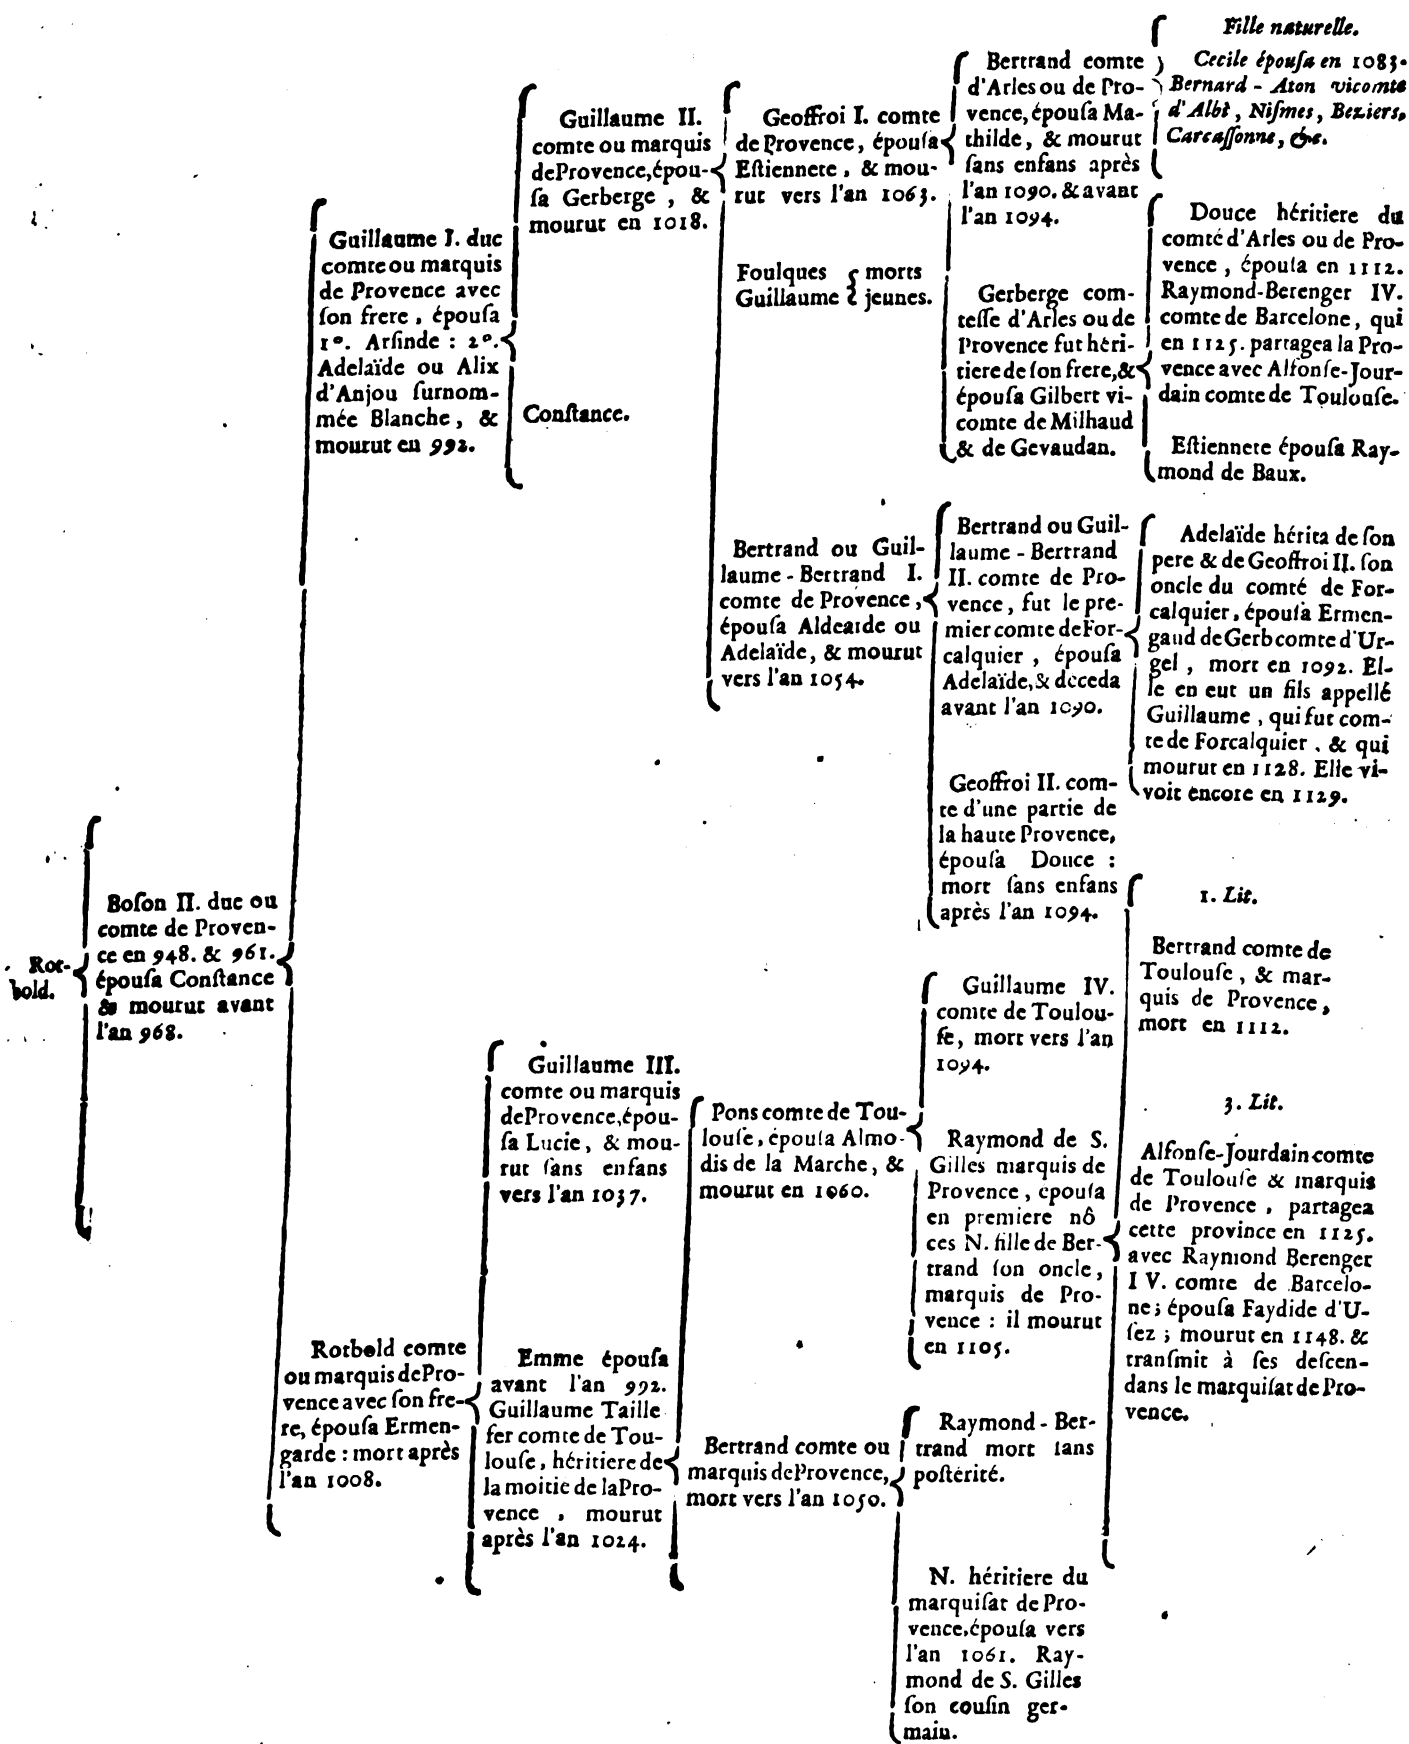 Rot-
bold.
Boſon II. duc ou
comte de Proven-
ce en 948. & 961.
épouſa Conſtance
& mourut avant
l'an 968.
Guillaume I. duc
comte ou marquis
de Provence avec
ſon frere, épouſa
1°. Arſinde : 2°.
Adelaïde ou Alix
d'Anjou ſurnom-
mée Blanche, &
mourut en 992.
Guillaume II.
comte ou marquis
de Provence, épou-
ſa Gerberge, &
mourut en 1018.
Conſtance.
Geoffroi I. comte
de Provence, épouſa
Eſtiennete, & mou-
rut vers l'an 1063.
Foulques
Guillaume
morts
jeunes.
Bertrand comte
d'Arles ou de Pro-
vence, épouſa Ma-
thilde, & mourut
ſans enfans après
l'an 1090. & avant
l'an 1094.
Fille naturelle.
Cecile épouſa en 1083.
Bernard - Aton vicomte
d'Albi, Niſmes, Beziers,
Carcaſſonne, &c.
Gerberge com-
teſſe d'Arles ou de
Provence fut héri-
tiere de ſon frere, &
épouſa Gilbert vi-
comte de Milhaud
& de Gevaudan.
Douce héritiere du
comté d'Arles ou de Pro-
vence, épouſa en 1112.
Raymond-Berenger IV.
comte de Barcelone, qui
en 1125. partagea la Pro-
vence avec Alfonſe-Jour-
dain comte de Toulouſe.
Eſtiennete épouſa Ray-
mond de Baux.
Bertrand ou Guil-
laume - Bertrand I.
comte de Provence,
épouſa Aldearde ou
Adelaïde, & mourut
vers l'an 1054.
Bertrand ou Guil-
laume - Bertrand
II. comte de Pro-
vence, fut le pre-
mier comte de For-
calquier, épouſa
Adelaïde, & deceda
avant l'an 1090.
Adelaïde hérita de ſon
pere & de Geoffroi II. ſon
oncle du comté de For-
calquier, épouſa Ermen-
gaud de Gerb comte d'Ur-
gel, mort en 1092. El-
le en eut un fils appellé
Guillaume, qui fut com-
te de Forcalquier, & qui
mourut en 1128. Elle vi-
voit encore en 1129.
Geoffroi II. com-
te d'une partie de
la haute Provence,
épouſa Douce :
mort ſans enfans
après l'an 1094.
Rotbold comte
ou marquis de Pro-
vence avec ſon fre-
re, épouſa Ermen-
garde : mort après
l'an 1008.
Guillaume III.
comte ou marquis
de Provence, épou-
ſa Lucie, & mou-
rut ſans enfans
vers l'an 1037.
Emme épouſa
avant l'an 992.
Guillaume Taille
fer comte de Tou-
louſe, héritiere de
la moitie de la Pro-
vence, mourut
après l'an 1024.
Pons comte de Tou-
louſe, épouſa Almo-
dis de la Marche, &
mourut en 1060.
Guillaume IV.
comte de Toulou-
ſe, mort vers l'an
1094.
Raymond de S.
Gilles marquis de
Provence, épouſa
en premiere nô
ces N. fille de Ber-
trand ſon oncle,
marquis de Pro-
vence : il mourut
en 1105.
1. Lit.
Bertrand comte de
Toulouſe, & mar-
quis de Provence,
mort en 1112.
3. Lit.
Alfonſe-Jourdain comte
de Toulouſe & marquis
de Provence, partagea
cette province en 1125.
avec Raymond Berenger
IV. comte de Barcelo-
ne; épouſa Faydide d'U-
ſez; mourut en 1148. &
tranſmit à ſes deſcen-
dans le marquiſat de Pro-
vence.
Bertrand comte ou
marquis de Provence,
mort vers l'an 1050.
Raymond - Ber-
trand mort ſans
poſtérité.
N. héritiere du
marquiſat de Pro-
vence, épouſa vers
l'an 1061. Ray-
mond de S. Gilles
ſon couſin ger-
main.